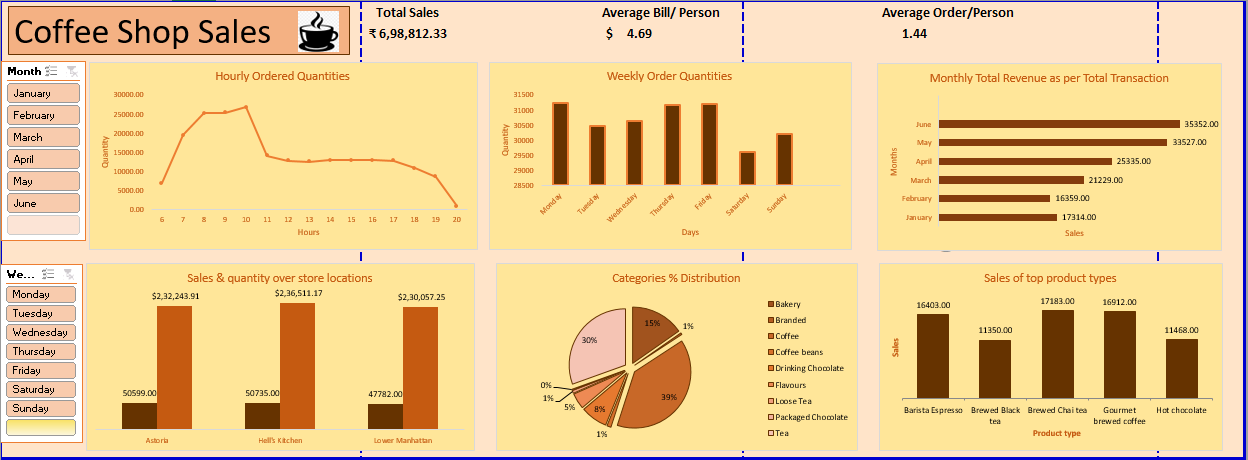 Coffee Shop Sales
Total Sales
₹ 6,98,812.33
Average Bill/ Person
$ 4.69
Average Order/Person
1.44
Month
January
February
March
April
May
June
Hourly Ordered Quantities
Quantity
30000.00
25000.00
20000.00
15000.00
10000.00
5000.00
0.00
6 7 8 9 10 11 12 13 14 15 16 17 18 19 20
Hours
Weekly Order Quantities
Quantity
31500
31000
30500
30000
29500
29000
28500
Monday Tuesday Wednesday Thursday Friday Saturday Sunday
Days
Monthly Total Revenue as per Total Transaction
Months
June 35352.00
May 33527.00
April 25335.00
March 21229.00
February 16359.00
January 17314.00
Sales
We...
Monday
Tuesday
Wednesday
Thursday
Friday
Saturday
Sunday
Sales & quantity over store locations
$2,32,243.91 $2,36,511.17 $2,30,057.25
50599.00 50735.00 47782.00
Astoria Hell's Kitchen Lower Manhattan
Categories % Distribution
15%
1%
39%
1%
8%
5%
1%
0%
30%
Bakery
Branded
Coffee
Coffee beans
Drinking Chocolate
Flavours
Loose Tea
Packaged Chocolate
Tea
Sales of top product types
Sales
16403.00 11350.00 17183.00 16912.00 11468.00
Barista Espresso Brewed Black tea Brewed Chai tea Gourmet brewed coffee Hot chocolate
Product type